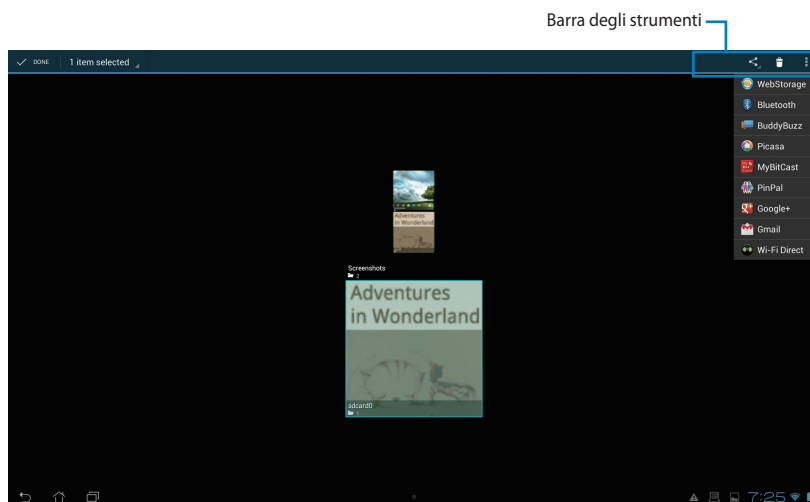 Barra degli strumenti
DONE 1 item selected
WebStorage
Bluetooth
BuddyBuzz
Picasa
MyBitCast
PinPal
Google+
Gmail
Wi-Fi Direct
Adventures
in Wonderland
Screenshots
2
Adventures
in Wonderland
sdcard0
1
7:25